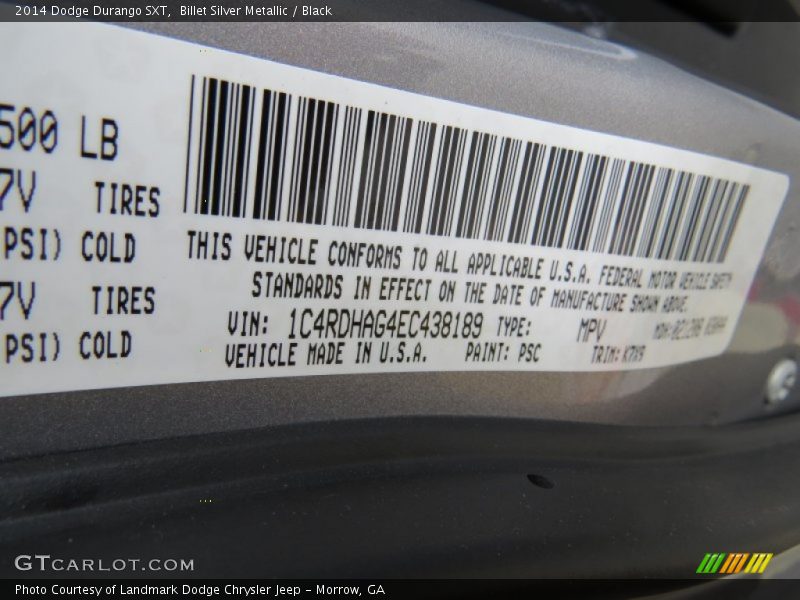 2014 Dodge Durango SXT, Billet Silver Metallic / Black
500 LB
7V TIRES
PSI) COLD
7V TIRES
PSI) COLD
THIS VEHICLE CONFORMS TO ALL APPLICABLE U.S.A. FEDERAL MOTOR VEHICLE SAFETY
STANDARDS IN EFFECT ON THE DATE OF MANUFACTURE SHOWN ABOVE.
VIN: 1C4RDHAG4EC438189 TYPE: MPV MDH:
VEHICLE MADE IN U.S.A. PAINT: PSC TRIM:
GTCARLOT.COM
Photo Courtesy of Landmark Dodge Chrysler Jeep – Morrow, GA